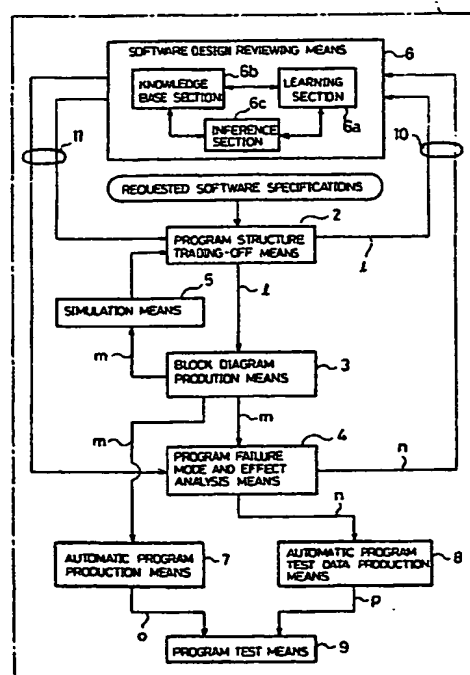 SOFTWARE DESIGN REVIEWING MEANS
6
KNOWLEDGE
BASE SECTION
6b
LEARNING
SECTION
6a
6c
INFERENCE
SECTION
11
10
REQUESTED SOFTWARE SPECIFICATIONS
2
PROGRAM STRUCTURE
TRADING-OFF MEANS
l
5
SIMULATION MEANS
l
m
3
BLOCK DIAGRAM
PRODUTION MEANS
m
m
4
PROGRAM FAILURE
MODE AND EFFECT
ANALYSIS MEANS
n
n
7
AUTOMATIC PROGRAM
PRODUCTION MEANS
8
AUTOMATIC PROGRAM
TEST DATA PRODUCTION
MEANS
o
p
9
PROGRAM TEST MEANS